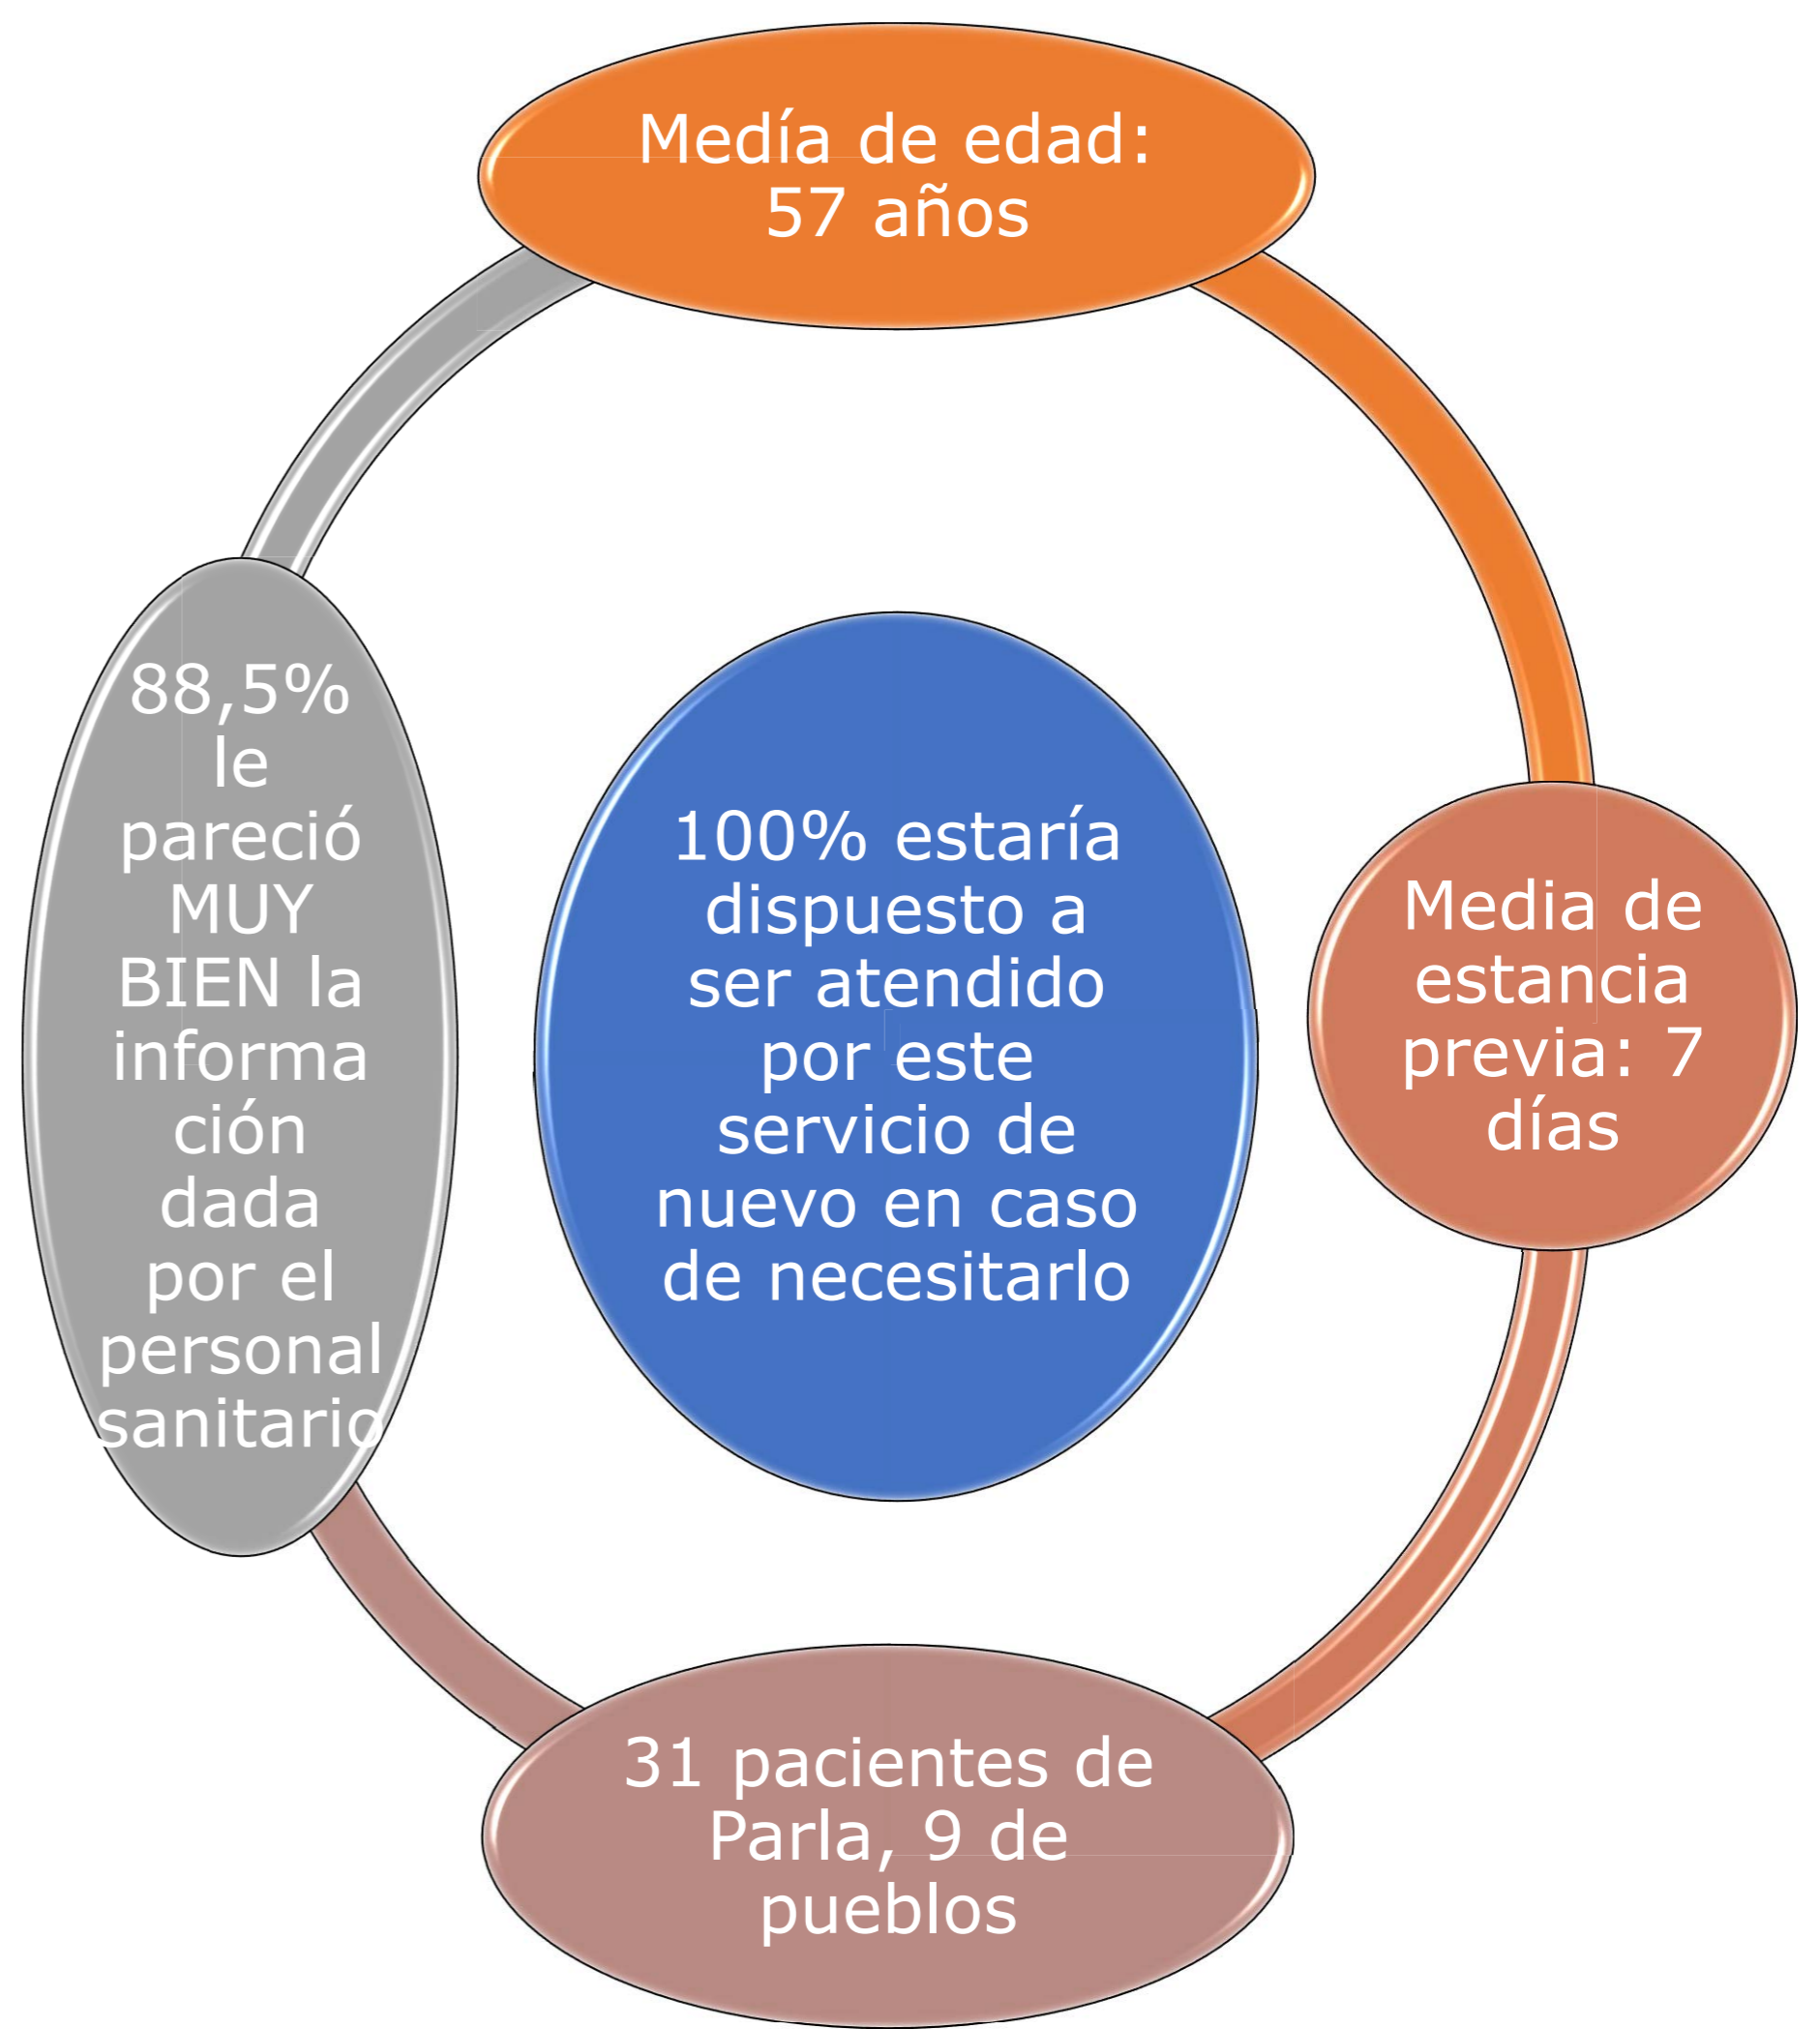 Medía de edad:
57 años
88,5%
le
pareció
MUY
BIEN la
informa
ción
dada
por el
personal
sanitario
100% estaría
dispuesto a
ser atendido
por este
servicio de
nuevo en caso
de necesitarlo
Media de
estancia
previa: 7
días
31 pacientes de
Parla, 9 de
pueblos